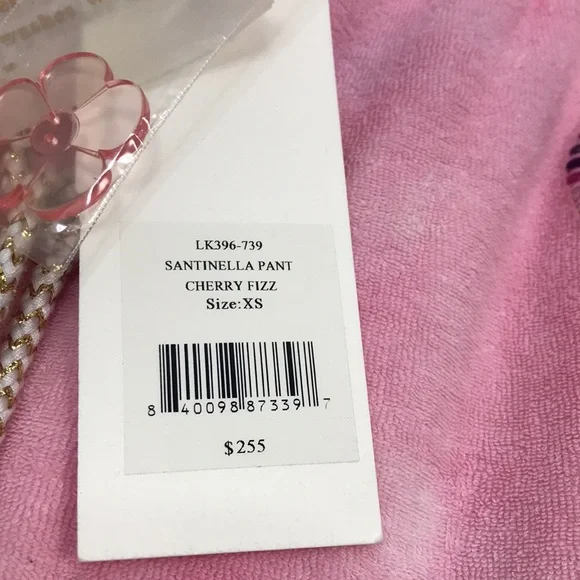 LK396-739
SANTINELLA PANT
CHERRY FIZZ
Size:XS
8 40098 87339 7
$255